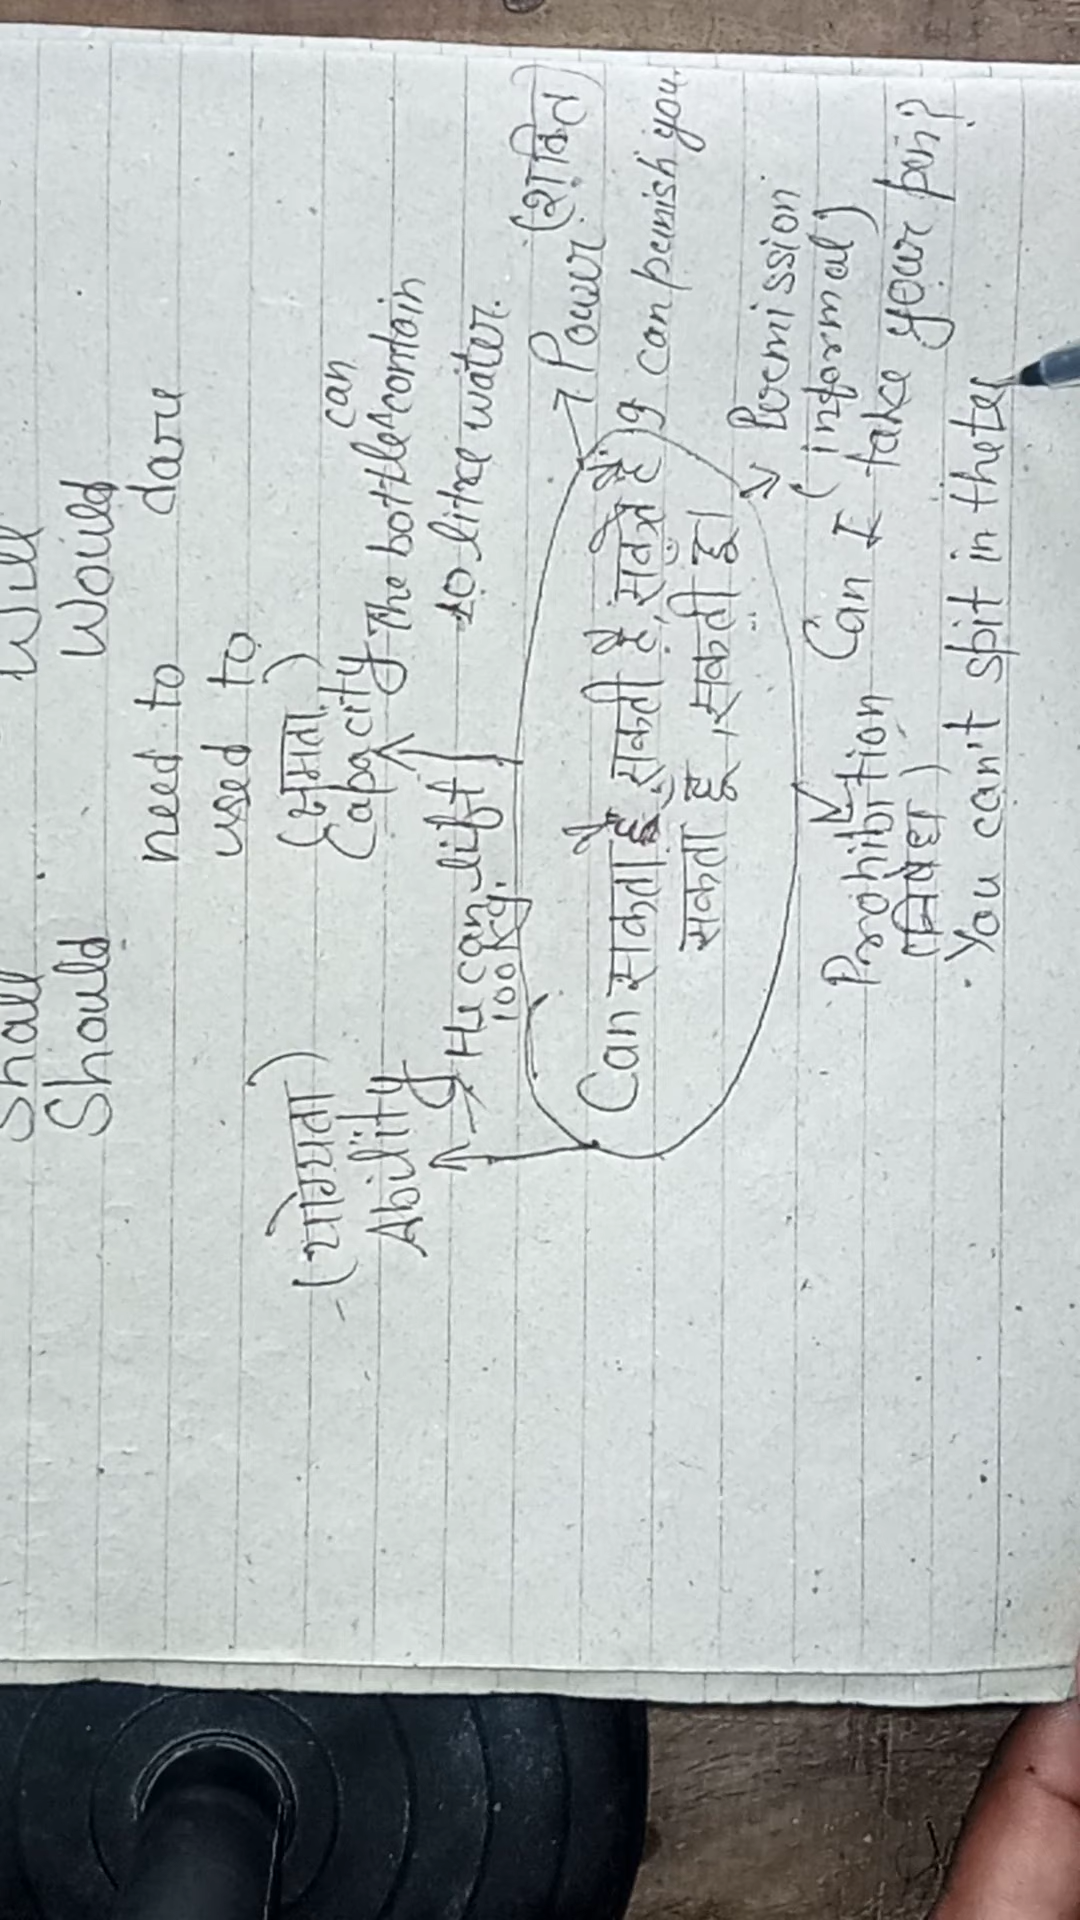 Shall Will
Should Would
need to dare
used to
(योग्यता)
Ability
→ He can lift
100 kg.
(क्षमता)
Capacity
can
The bottle ^ contain
10 litre water.
Power (शक्ति)
I can punish you.
Can सकता है, सकती है, सकते हैं
सकता हूँ, सकती हूँ।
Permission
(informal)
Can I take your pen?
Prohibition
(निषेध)
You can't spit in the te